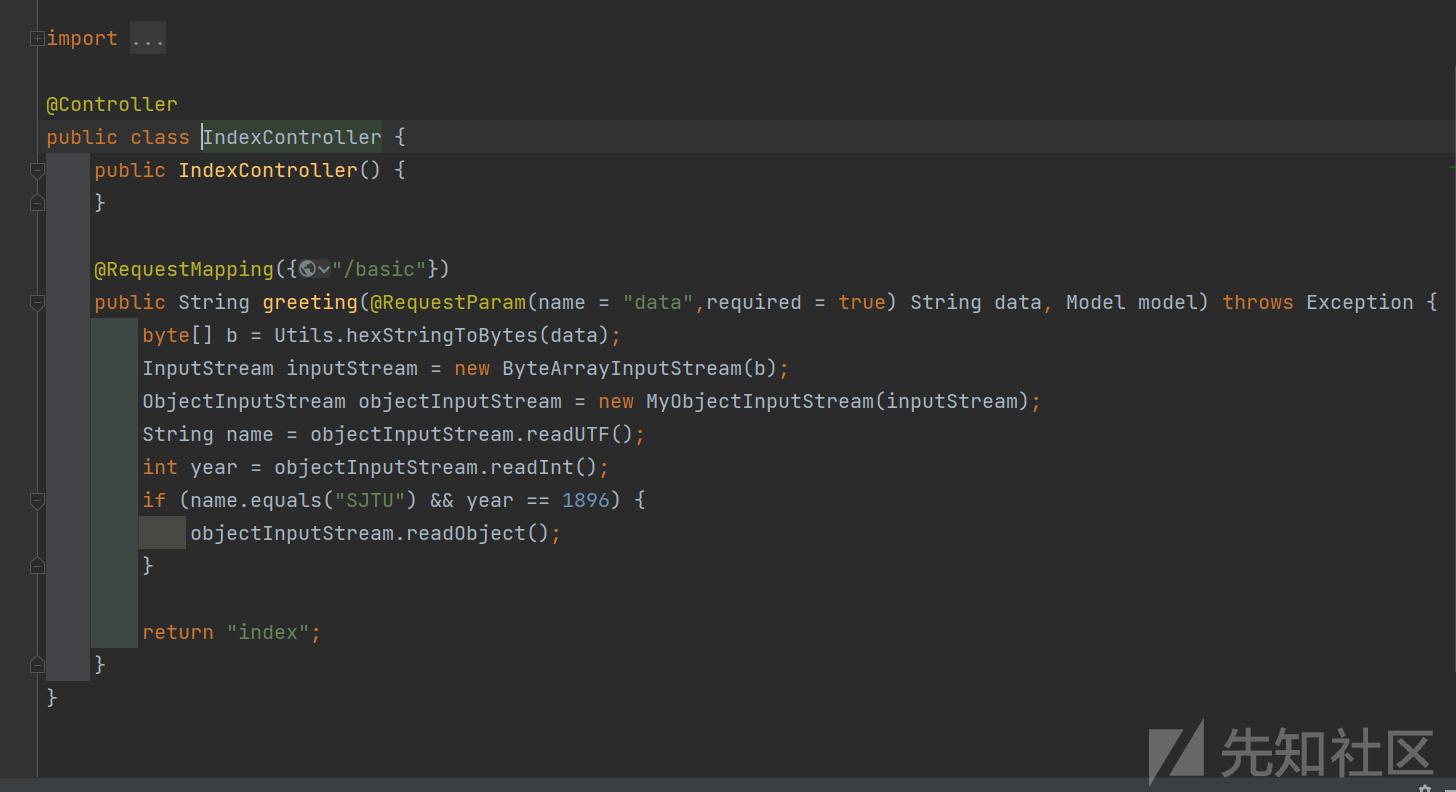 import ...
@Controller
public class IndexController {
    public IndexController() {
    }
    @RequestMapping({"/basic"})
    public String greeting(@RequestParam(name = "data",required = true) String data, Model model) throws Exception {
        byte[] b = Utils.hexStringToBytes(data);
        InputStream inputStream = new ByteArrayInputStream(b);
        ObjectInputStream objectInputStream = new MyObjectInputStream(inputStream);
        String name = objectInputStream.readUTF();
        int year = objectInputStream.readInt();
        if (name.equals("SJTU") && year == 1896) {
            objectInputStream.readObject();
        }
        return "index";
    }
}
先知社区